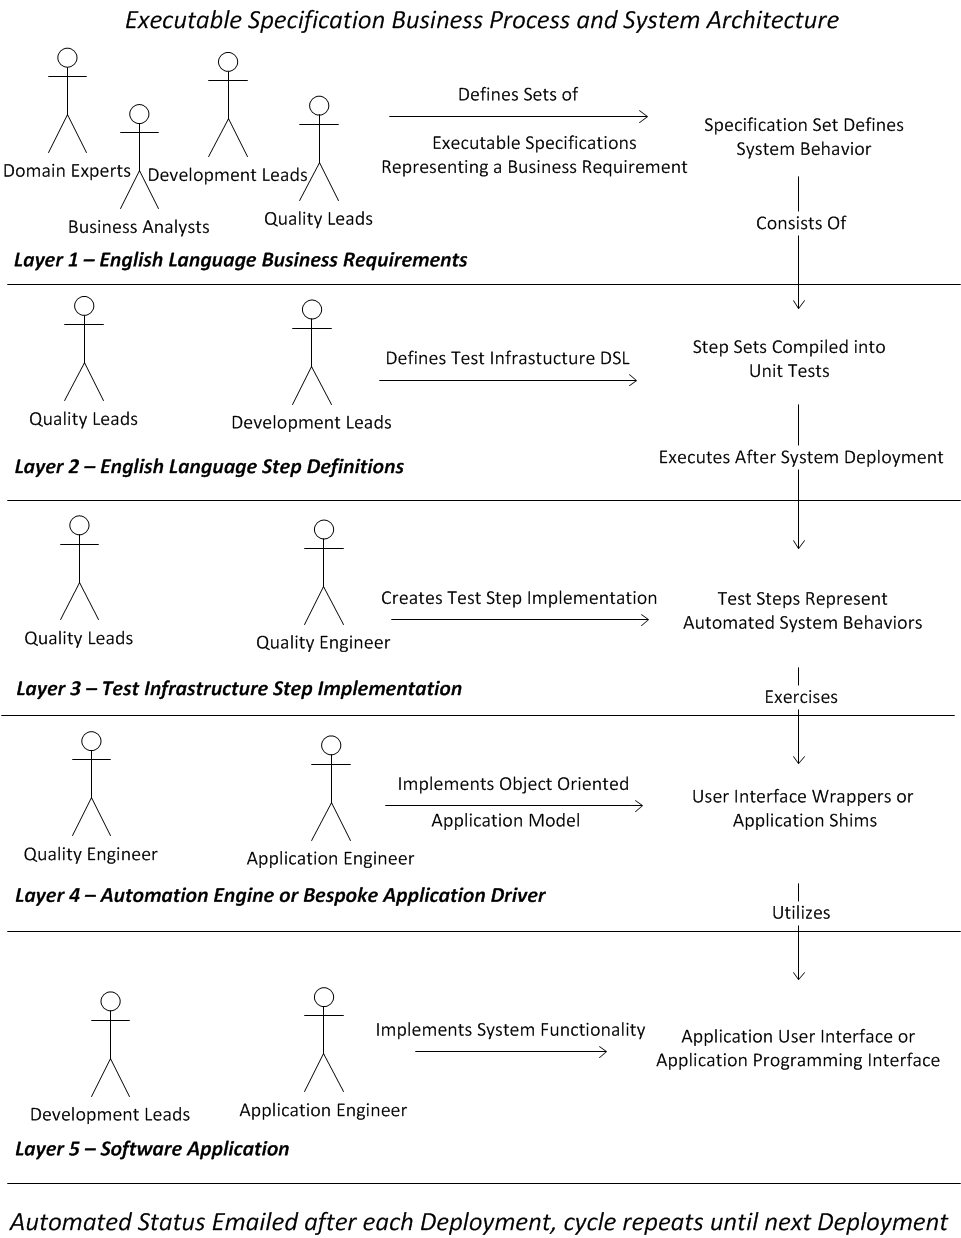 Executable Specification Business Process and System Architecture
Domain Experts
Business Analysts
Development Leads
Quality Leads
Defines Sets of
Executable Specifications
Representing a Business Requirement
Specification Set Defines
System Behavior
Consists Of
Layer 1 – English Language Business Requirements
Quality Leads
Development Leads
Defines Test Infrastucture DSL
Step Sets Compiled into
Unit Tests
Executes After System Deployment
Layer 2 – English Language Step Definitions
Quality Leads
Quality Engineer
Creates Test Step Implementation
Test Steps Represent
Automated System Behaviors
Exercises
Layer 3 – Test Infrastructure Step Implementation
Quality Engineer
Application Engineer
Implements Object Oriented
Application Model
User Interface Wrappers or
Application Shims
Utilizes
Layer 4 – Automation Engine or Bespoke Application Driver
Development Leads
Application Engineer
Implements System Functionality
Application User Interface or
Application Programming Interface
Layer 5 – Software Application
Automated Status Emailed after each Deployment, cycle repeats until next Deployment